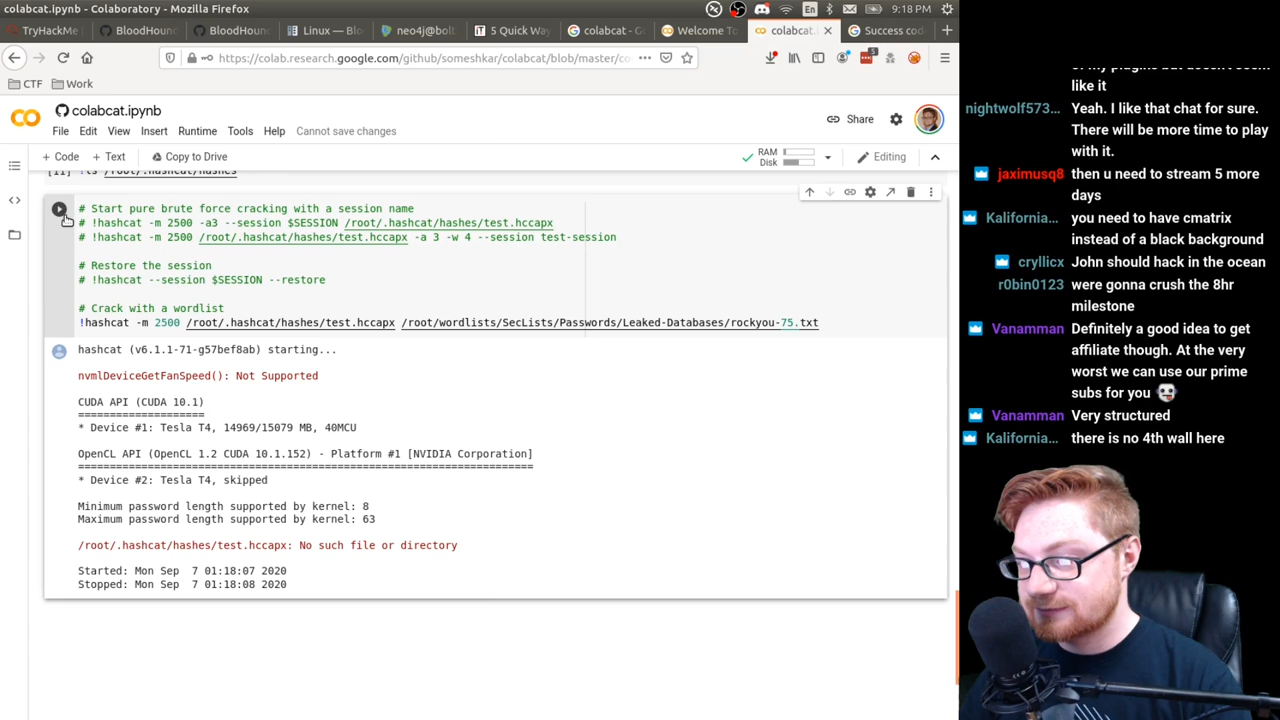 colabcat.ipynb - Colaboratory - Mozilla Firefox
En
9:18 PM
TryHackMe
BloodHound
BloodHound
Linux — Blo
neo4j@bolt
5 Quick Way
colabcat - G
Welcome To
colabcat.i
Success cod
https://colab.research.google.com/github/someshkar/colabcat/blob/master/co
5
CTF
Work
colabcat.ipynb
File Edit View Insert Runtime Tools Help Cannot save changes
Share
+ Code + Text Copy to Drive
RAM
Disk
Editing
[11] !ls /root/.hashcat/hashes
# Start pure brute force cracking with a session name
# !hashcat -m 2500 -a3 --session $SESSION /root/.hashcat/hashes/test.hccapx
# !hashcat -m 2500 /root/.hashcat/hashes/test.hccapx -a 3 -w 4 --session test-session
# Restore the session
# !hashcat --session $SESSION --restore
# Crack with a wordlist
!hashcat -m 2500 /root/.hashcat/hashes/test.hccapx /root/wordlists/SecLists/Passwords/Leaked-Databases/rockyou-75.txt
hashcat (v6.1.1-71-g57bef8ab) starting...
nvmlDeviceGetFanSpeed(): Not Supported
CUDA API (CUDA 10.1)
====================
* Device #1: Tesla T4, 14969/15079 MB, 40MCU
OpenCL API (OpenCL 1.2 CUDA 10.1.152) - Platform #1 [NVIDIA Corporation]
========================================================================
* Device #2: Tesla T4, skipped
Minimum password length supported by kernel: 8
Maximum password length supported by kernel: 63
/root/.hashcat/hashes/test.hccapx: No such file or directory
Started: Mon Sep  7 01:18:07 2020
Stopped: Mon Sep  7 01:18:08 2020
like it
nightwolf573… Yeah. I like that chat for sure.
There will be more time to play
with it.
jaximusq8 then u need to stream 5 more
days
Kalifornia… you need to have cmatrix
instead of a black background
cryllicx John should hack in the ocean
r0bin0123 were gonna crush the 8hr
milestone
Vanamman Definitely a good idea to get
affiliate though. At the very
worst we can use our prime
subs for you
Vanamman Very structured
Kalifornia… there is no 4th wall here